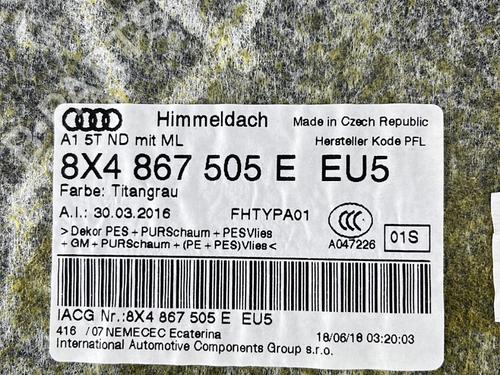 Himmeldach
Made in Czech Republic
A1 5T ND mit ML
Hersteller Kode PFL
8X4 867 505 E EU5
Farbe: Titangrau
A.I.: 30.03.2016
FHTYPA01
CCC
A047226
01S
>Dekor PES+PURSchaum+PESVlies
+GM+PURSchaum+(PE+PES)Vlies<
IACG Nr.:8X4 867 505 E EU5
416 /07 NEMECEC Ecaterina
18/06/18 03:20:03
International Automotive Components Group s.r.o.